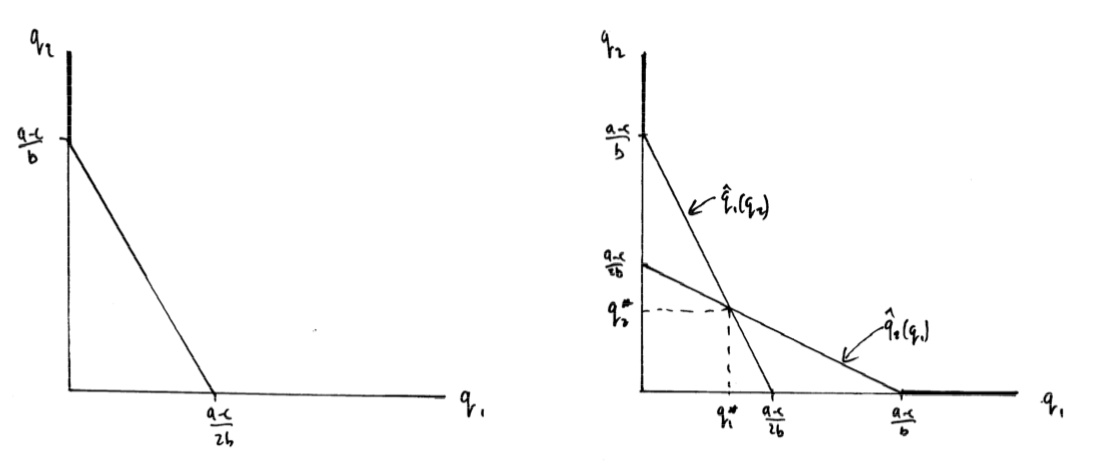 q₂
a-c/b
a-c/2b
q₁
q₂
a-c/b
q̂₁(q₂)
a-c/2b
q₂*
q̂₂(q₁)
q₁*
a-c/2b
a-c/b
q₁